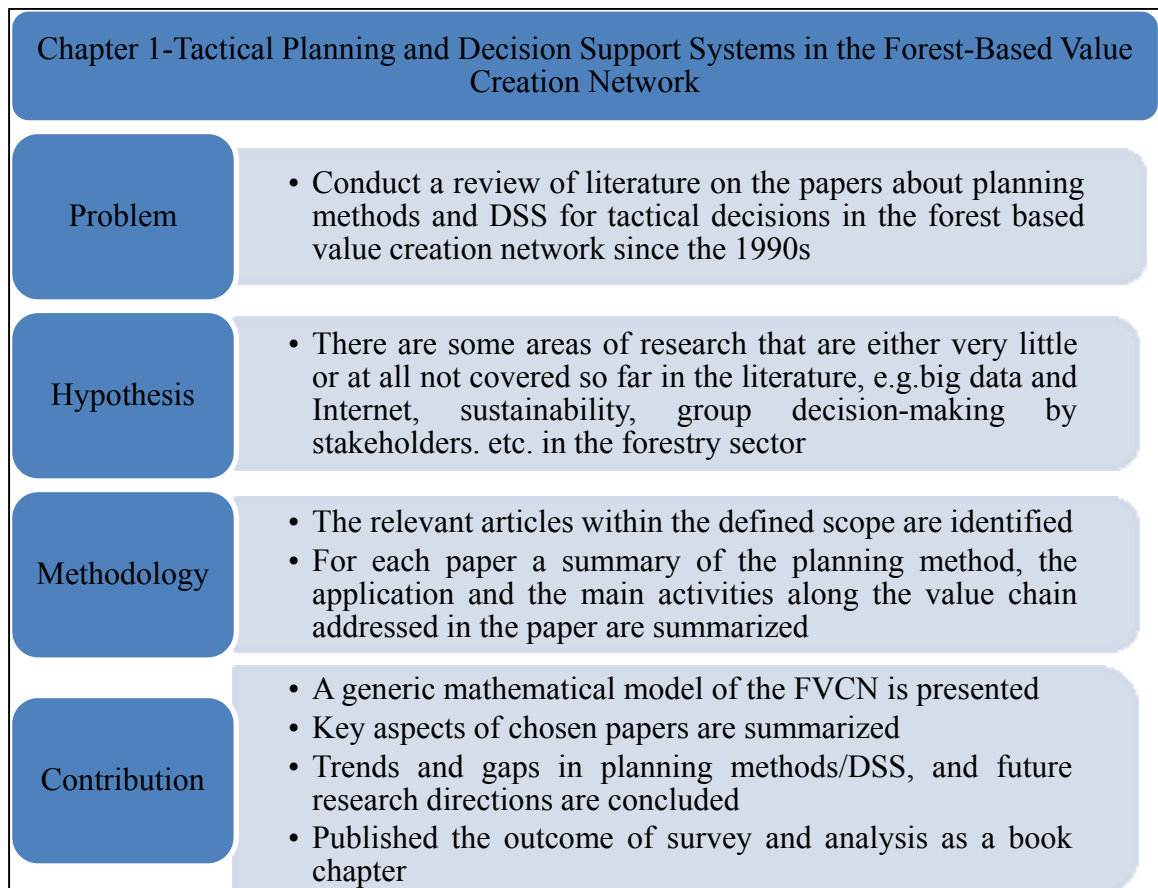 Chapter 1-Tactical Planning and Decision Support Systems in the Forest-Based Value
Creation Network
Problem
• Conduct a review of literature on the papers about planning
methods and DSS for tactical decisions in the forest based
value creation network since the 1990s
Hypothesis
• There are some areas of research that are either very little
or at all not covered so far in the literature, e.g.big data and
Internet, sustainability, group decision-making by
stakeholders. etc. in the forestry sector
Methodology
• The relevant articles within the defined scope are identified
• For each paper a summary of the planning method, the
application and the main activities along the value chain
addressed in the paper are summarized
Contribution
• A generic mathematical model of the FVCN is presented
• Key aspects of chosen papers are summarized
• Trends and gaps in planning methods/DSS, and future
research directions are concluded
• Published the outcome of survey and analysis as a book
chapter